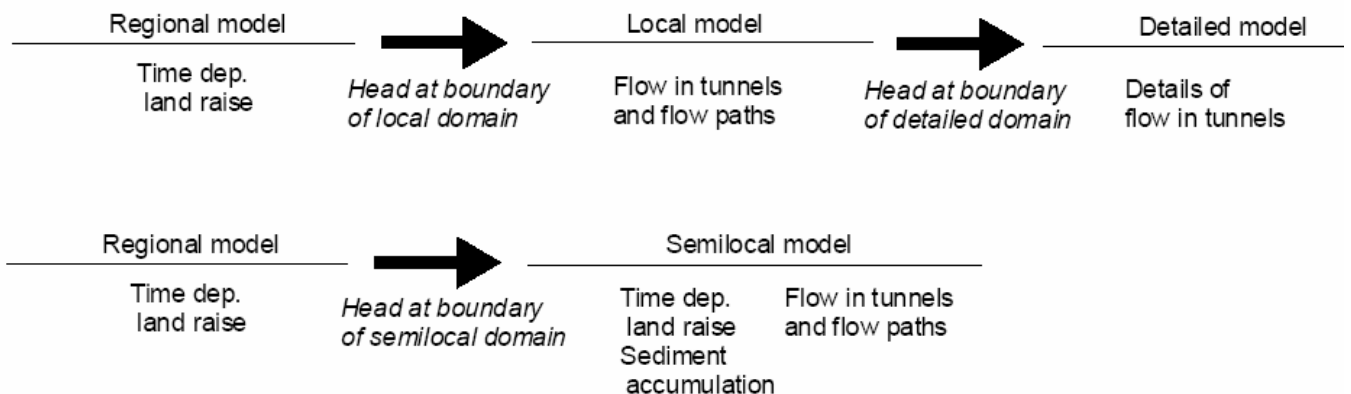 Regional model
Time dep.
land raise
Head at boundary
of local domain
Local model
Flow in tunnels
and flow paths
Head at boundary
of detailed domain
Detailed model
Details of
flow in tunnels
Regional model
Time dep.
land raise
Head at boundary
of semilocal domain
Semilocal model
Time dep.
land raise
Sediment
accumulation
Flow in tunnels
and flow paths